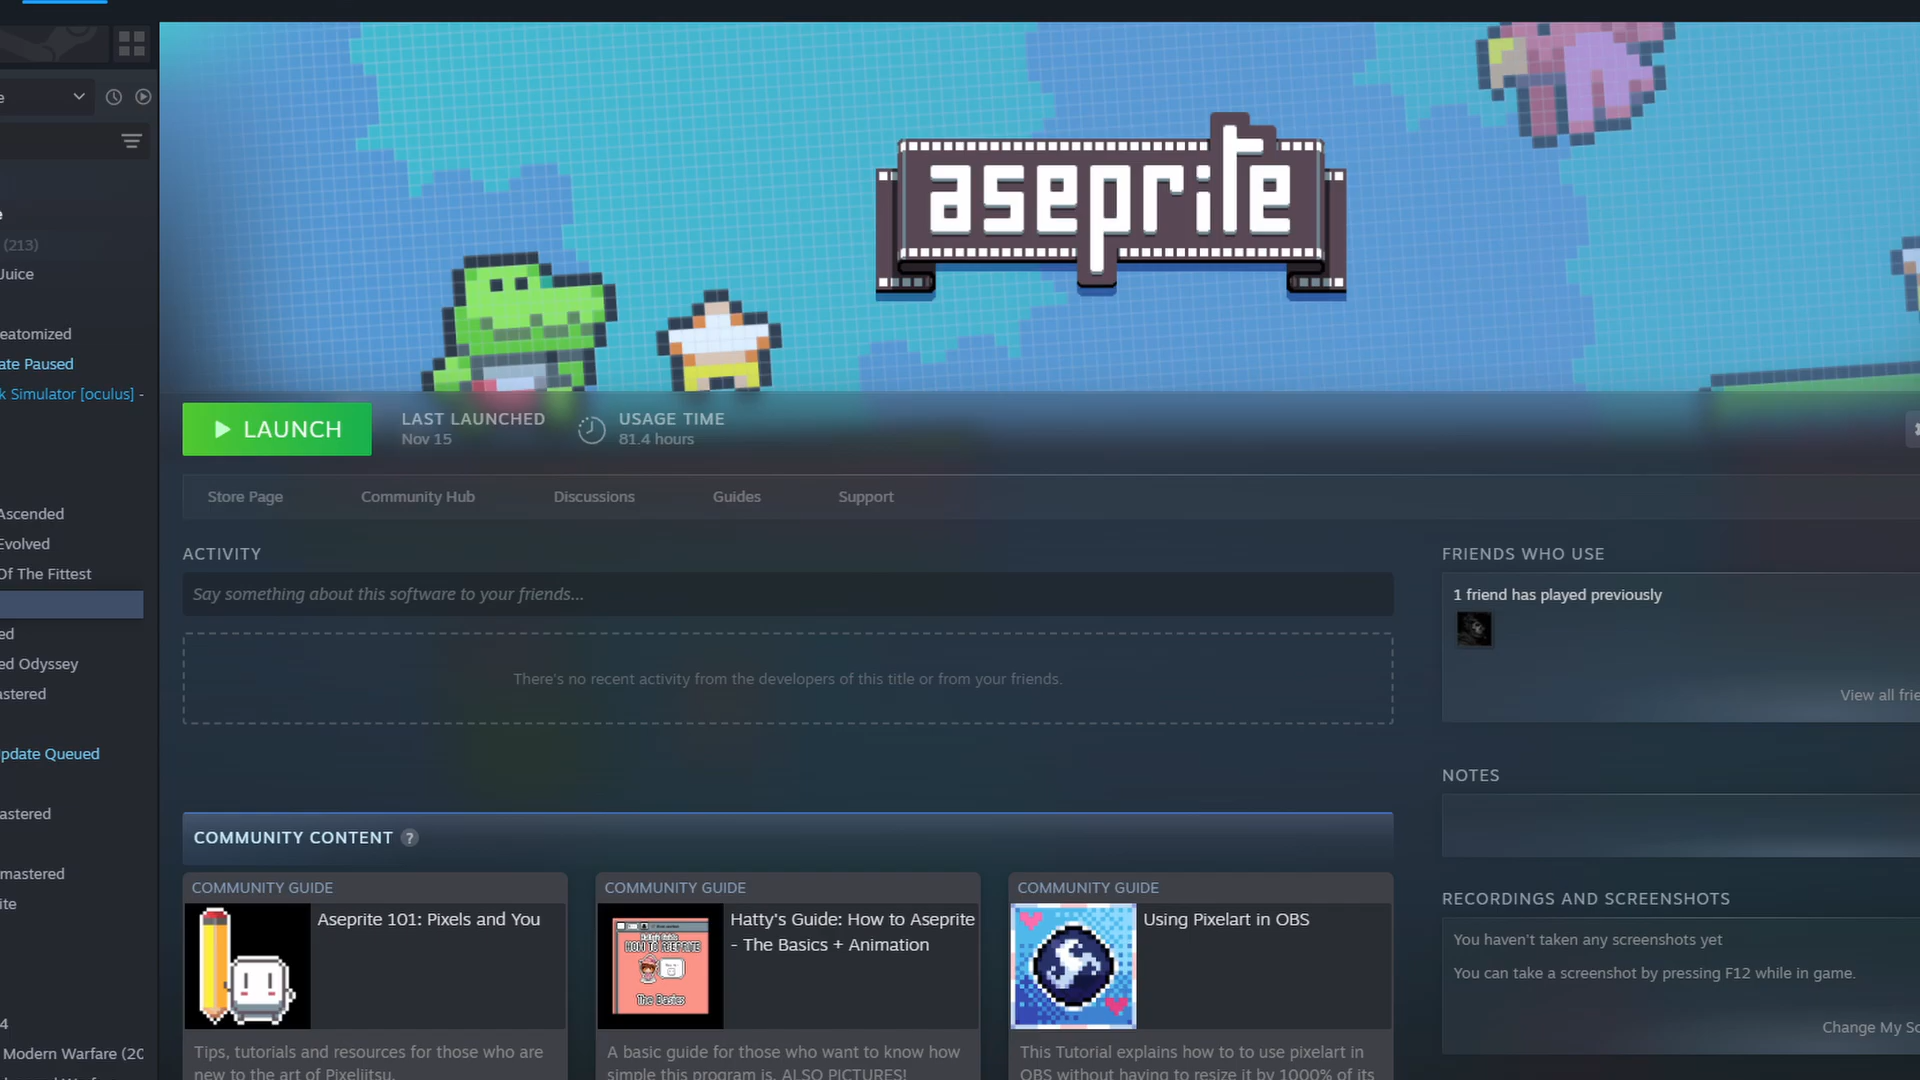 e
(213)
Juice
eatomized
ate Paused
k Simulator [oculus] -
Ascended
Evolved
Of The Fittest
ed
ed Odyssey
astered
pdate Queued
astered
mastered
ite
4
Modern Warfare (20
aseprite
LAUNCH
LAST LAUNCHED
Nov 15
USAGE TIME
81.4 hours
Store Page
Community Hub
Discussions
Guides
Support
ACTIVITY
Say something about this software to your friends...
There's no recent activity from the developers of this title or from your friends.
COMMUNITY CONTENT ?
COMMUNITY GUIDE
Aseprite 101: Pixels and You
Tips, tutorials and resources for those who are
new to the art of Pixeljitsu.
COMMUNITY GUIDE
HOW TO ASEPRITE
The Basics
Hatty's Guide: How to Aseprite
- The Basics + Animation
A basic guide for those who want to know how
simple this program is. ALSO PICTURES!
COMMUNITY GUIDE
Using Pixelart in OBS
This Tutorial explains how to to use pixelart in
OBS without having to resize it by 1000% of its
FRIENDS WHO USE
1 friend has played previously
View all frie
NOTES
RECORDINGS AND SCREENSHOTS
You haven't taken any screenshots yet
You can take a screenshot by pressing F12 while in game.
Change My Sc